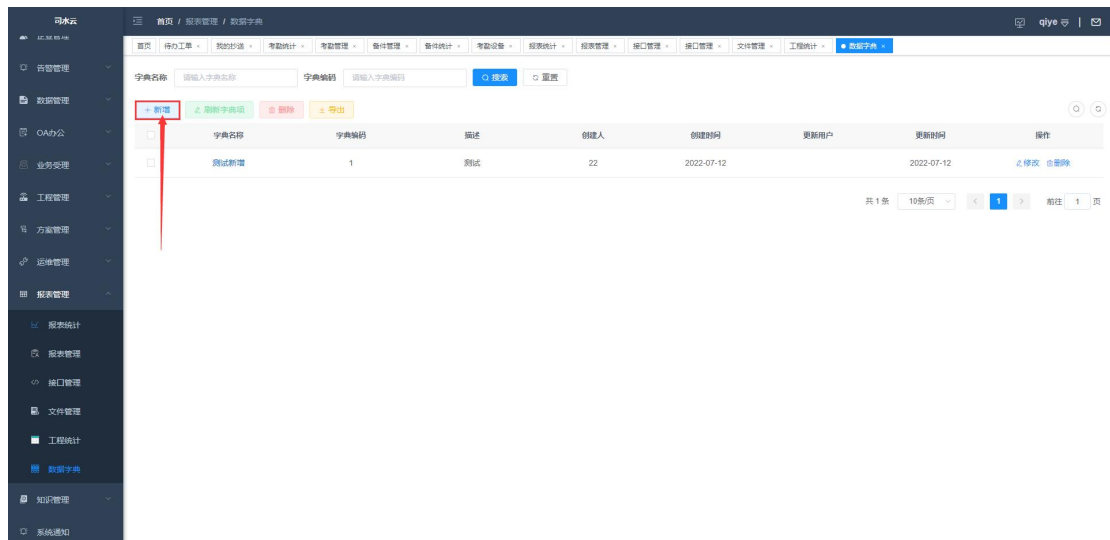 司水云
首页 / 报表管理 / 数据字典
qiye
企业管理
首页 待办工单 × 我的抄送 × 考勤统计 × 考勤管理 × 备件管理 × 备件统计 × 考勤设备 × 报表统计 × 报表管理 × 接口管理 × 接口管理 × 文件管理 × 工程统计 × 数据字典 ×
告警管理
字典名称 请输入字典名称 字典编码 请输入字典编码 搜索 重置
数据管理
+ 新增 刷新字典项 删除 导出
OA办公
字典名称 字典编码 描述 创建人 创建时间 更新用户 更新时间 操作
业务受理
测试新增 1 测试 22 2022-07-12 2022-07-12 修改 删除
工程管理
共 1 条 10条/页 < 1 > 前往 1 页
方案管理
运维管理
报表管理
报表统计
报表管理
接口管理
文件管理
工程统计
数据字典
知识管理
系统通知